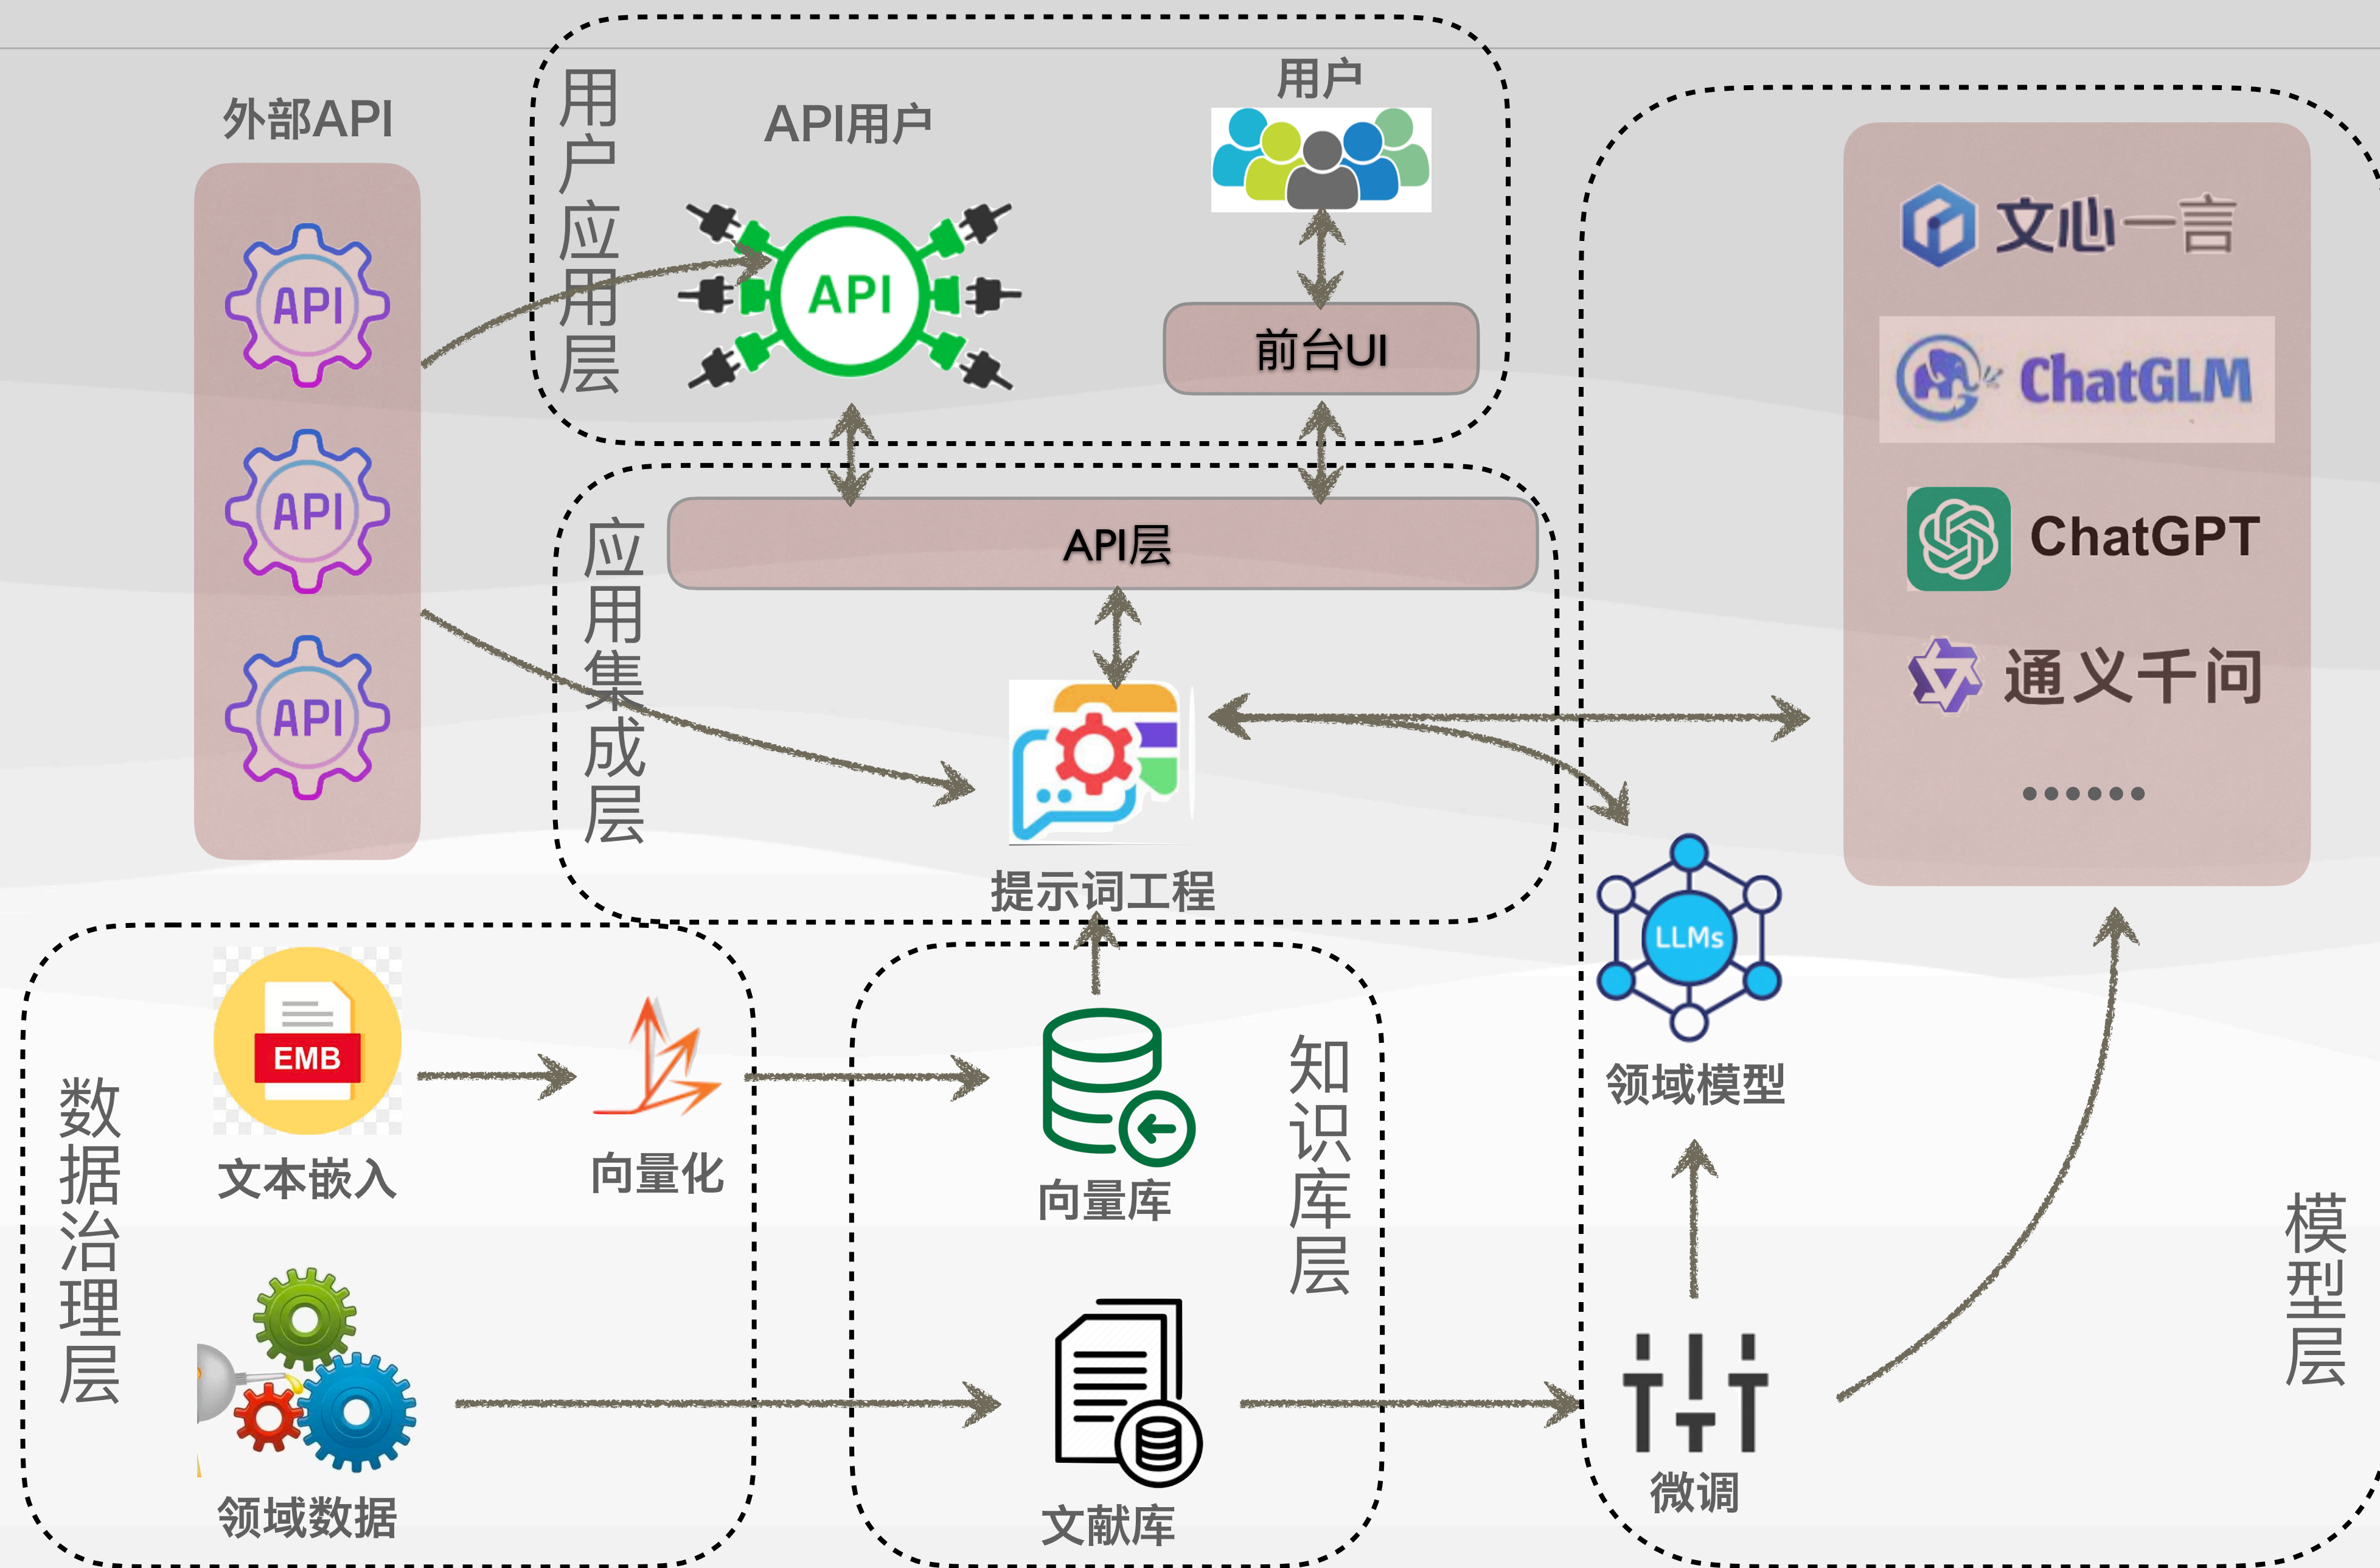 外部API
API
API
API
用户应用层
API用户
API
用户
前台UI
应用集成层
API层
提示词工程
文心一言
ChatGLM
ChatGPT
通义千问
……
数据治理层
EMB
文本嵌入
向量化
领域数据
知识库层
向量库
文献库
LLMs
领域模型
微调
模型层